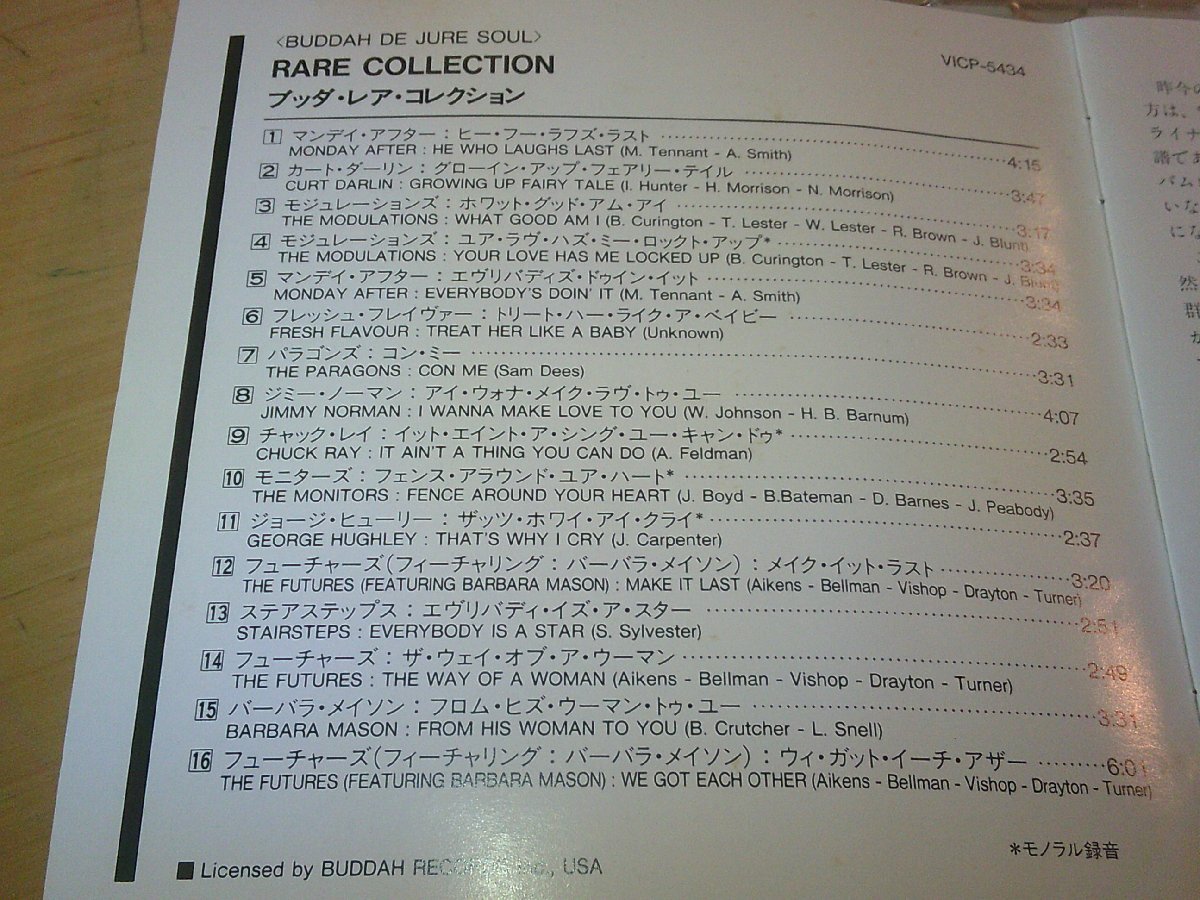 〈BUDDAH DE JURE SOUL〉
RARE COLLECTION
VICP-5434
ブッダ・レア・コレクション
1 マンデイ・アフター：ヒー・フー・ラフズ・ラスト 4:15
MONDAY AFTER : HE WHO LAUGHS LAST (M. Tennant - A. Smith)
2 カート・ダーリン：グローイン・アップ・フェアリー・テイル 3:47
CURT DARLIN : GROWING UP FAIRY TALE (I. Hunter - H. Morrison - N. Morrison)
3 モジュレーションズ：ホワット・グッド・アム・アイ 3:17
THE MODULATIONS : WHAT GOOD AM I (B. Curington - T. Lester - W. Lester - R. Brown - J. Blunt)
4 モジュレーションズ：ユア・ラヴ・ハズ・ミー・ロックト・アップ* 3:34
THE MODULATIONS : YOUR LOVE HAS ME LOCKED UP (B. Curington - T. Lester - R. Brown - J. Blunt)
5 マンデイ・アフター：エヴリバディズ・ドゥイン・イット 3:34
MONDAY AFTER : EVERYBODY'S DOIN' IT (M. Tennant - A. Smith)
6 フレッシュ・フレイヴァー：トリート・ハー・ライク・ア・ベイビー 2:33
FRESH FLAVOUR : TREAT HER LIKE A BABY (Unknown)
7 パラゴンズ：コン・ミー 3:31
THE PARAGONS : CON ME (Sam Dees)
8 ジミー・ノーマン：アイ・ウォナ・メイク・ラヴ・トゥ・ユー 4:07
JIMMY NORMAN : I WANNA MAKE LOVE TO YOU (W. Johnson - H. B. Barnum)
9 チャック・レイ：イット・エイント・ア・シング・ユー・キャン・ドゥ* 2:54
CHUCK RAY : IT AIN'T A THING YOU CAN DO (A. Feldman)
10 モニターズ：フェンス・アラウンド・ユア・ハート* 3:35
THE MONITORS : FENCE AROUND YOUR HEART (J. Boyd - B.Bateman - D. Barnes - J. Peabody)
11 ジョージ・ヒューリー：ザッツ・ホワイ・アイ・クライ* 2:37
GEORGE HUGHLEY : THAT'S WHY I CRY (J. Carpenter)
12 フューチャーズ(フィーチャリング：バーバラ・メイソン)：メイク・イット・ラスト 3:20
THE FUTURES (FEATURING BARBARA MASON) : MAKE IT LAST (Aikens - Bellman - Vishop - Drayton - Turner)
13 ステアステップス：エヴリバディ・イズ・ア・スター 2:51
STAIRSTEPS : EVERYBODY IS A STAR (S. Sylvester)
14 フューチャーズ：ザ・ウェイ・オブ・ア・ウーマン 2:49
THE FUTURES : THE WAY OF A WOMAN (Aikens - Bellman - Vishop - Drayton - Turner)
15 バーバラ・メイソン：フロム・ヒズ・ウーマン・トゥ・ユー 3:31
BARBARA MASON : FROM HIS WOMAN TO YOU (B. Crutcher - L. Snell)
16 フューチャーズ(フィーチャリング：バーバラ・メイソン)：ウィ・ガット・イーチ・アザー 6:01
THE FUTURES (FEATURING BARBARA MASON) : WE GOT EACH OTHER (Aikens - Bellman - Vishop - Drayton - Turner)
*モノラル録音
■ Licensed by BUDDAH RECORDS Inc., USA
昨今の
方は、
ライナ
譜であ
バム
いな
にな
然
群
か